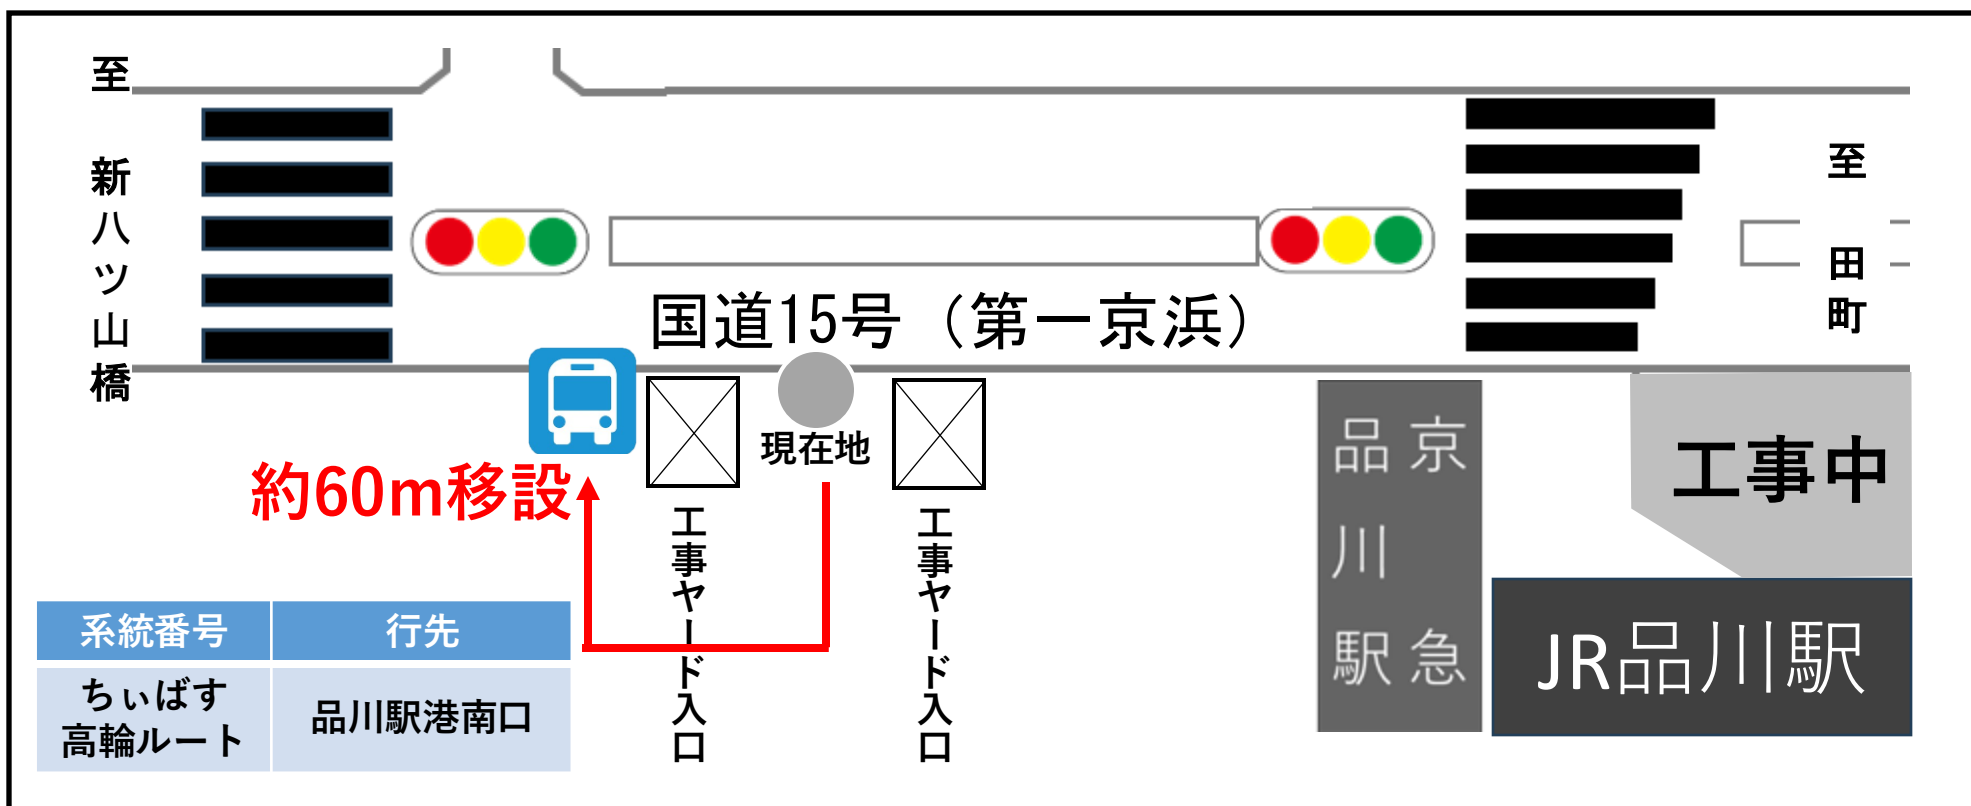 至 新八ツ山橋
至 田町
国道15号（第一京浜）
現在地
約60m移設
工事ヤード入口
工事ヤード入口
京急
品川駅
工事中
JR品川駅
系統番号 行先
ちぃばす
高輪ルート
品川駅港南口